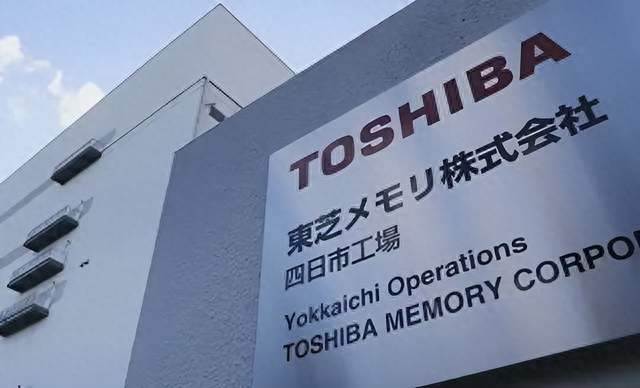 TOSHIBA
東芝メモリ株式会社
四日市工場
Yokkaichi Operations
TOSHIBA MEMORY CORPO